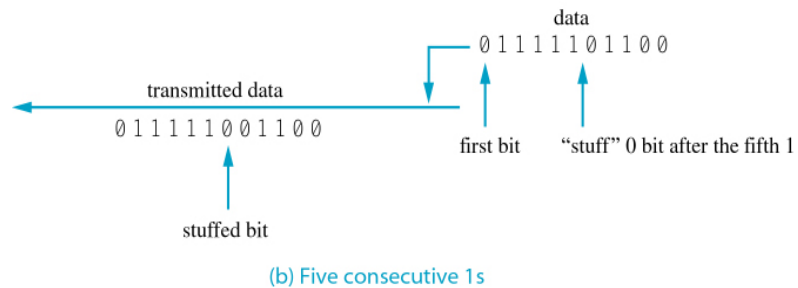 data
0 1 1 1 1 1 0 1 1 0 0
transmitted data
0 1 1 1 1 1 0 0 1 1 0 0
first bit
“stuff” 0 bit after the fifth 1
stuffed bit
(b) Five consecutive 1s